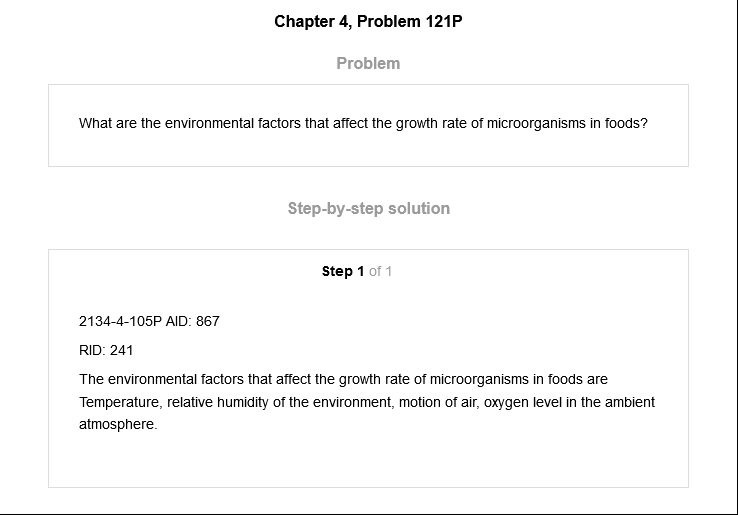 Chapter 4, Problem 121P
Problem
What are the environmental factors that affect the growth rate of microorganisms in foods?
Step-by-step solution
Step 1 of 1
2134-4-105P AID: 867
RID: 241
The environmental factors that affect the growth rate of microorganisms in foods are
Temperature, relative humidity of the environment, motion of air, oxygen level in the ambient
atmosphere.